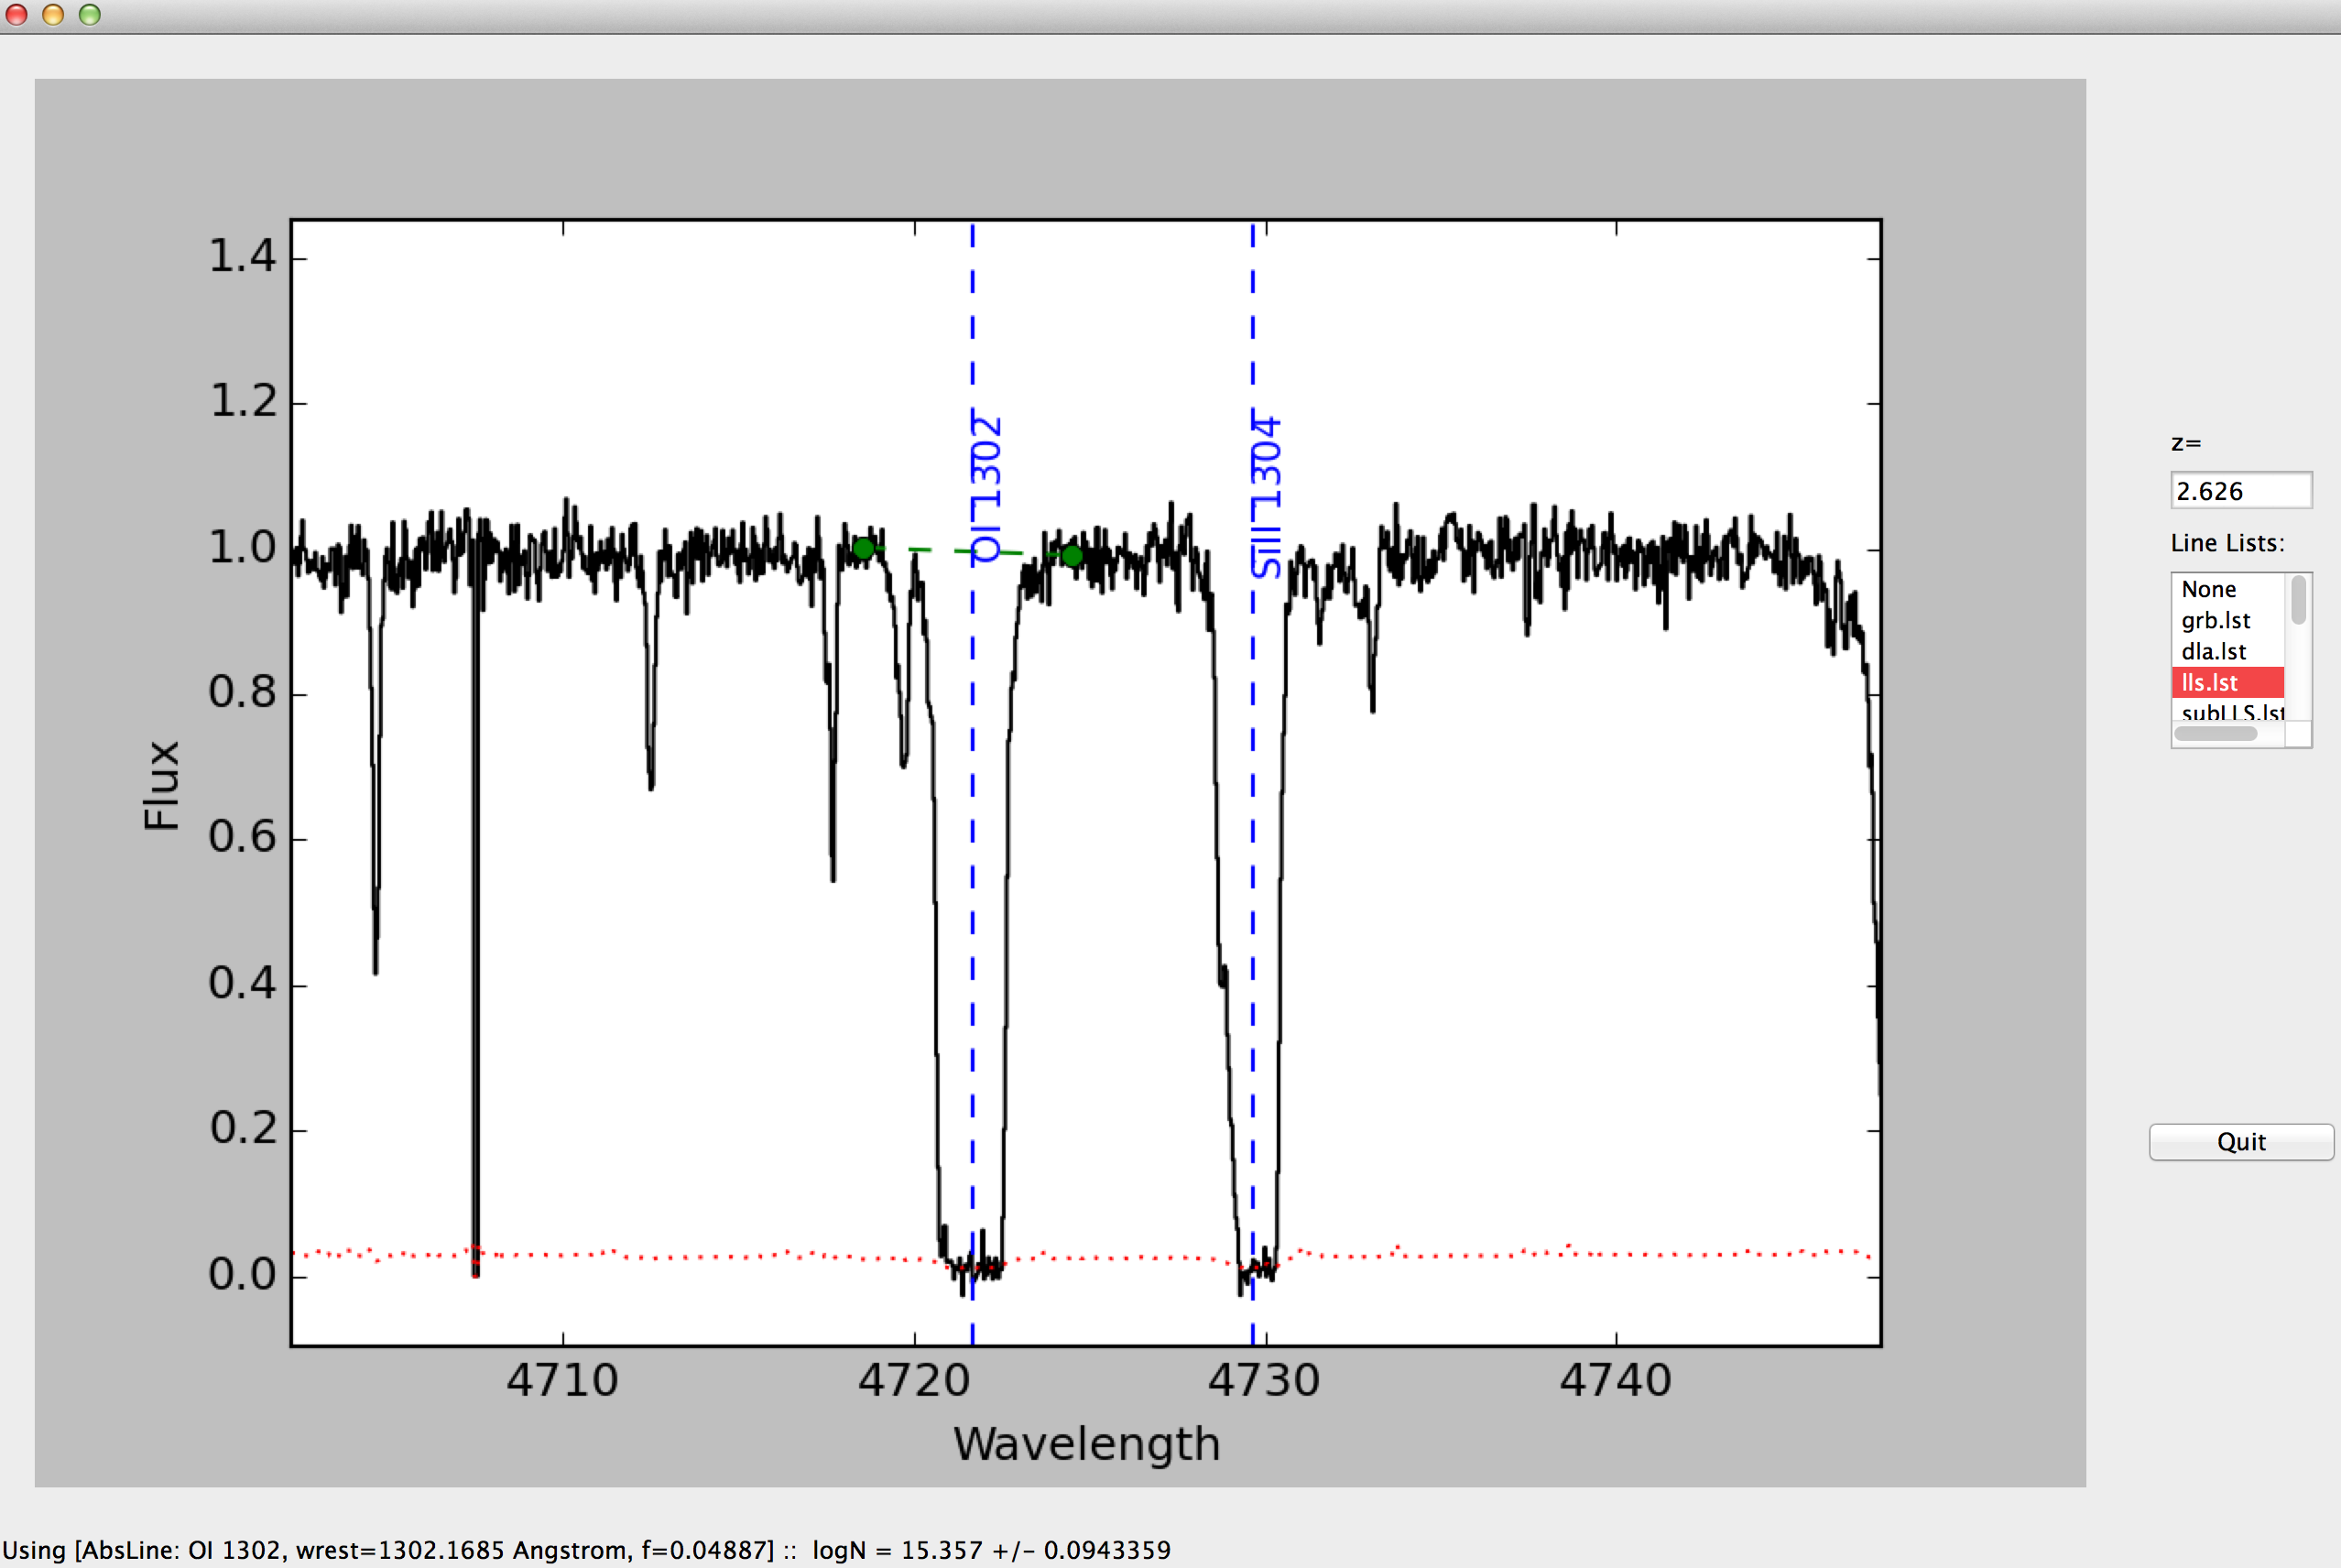 1.4
1.2
1.0
0.8
0.6
0.4
0.2
0.0
Flux
OI 1302
SiII 1304
4710 4720 4730 4740
Wavelength
z=
2.626
Line Lists:
None
grb.lst
dla.lst
lls.lst
subLLS.lst
Quit
Using [AbsLine: OI 1302, wrest=1302.1685 Angstrom, f=0.04887] :: logN = 15.357 +/- 0.0943359